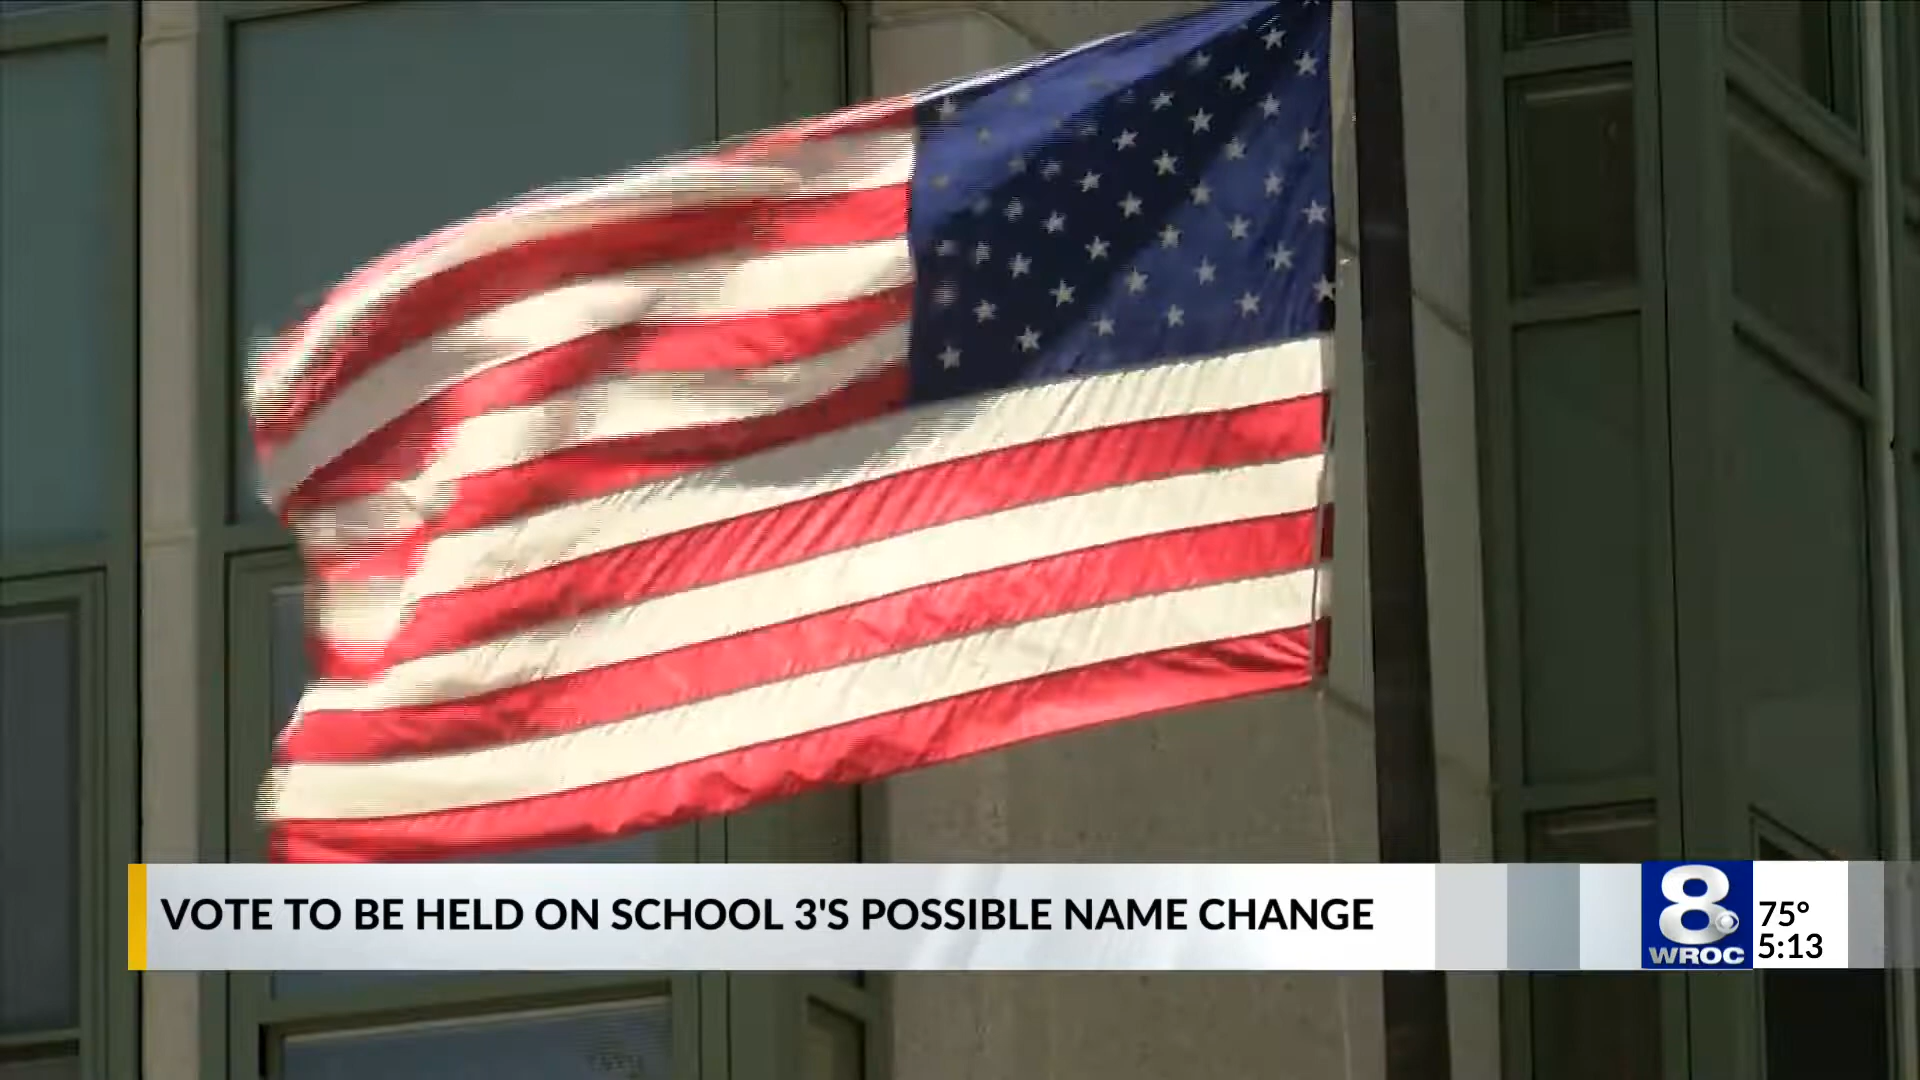 VOTE TO BE HELD ON SCHOOL 3'S POSSIBLE NAME CHANGE
8
WROC
75°
5:13